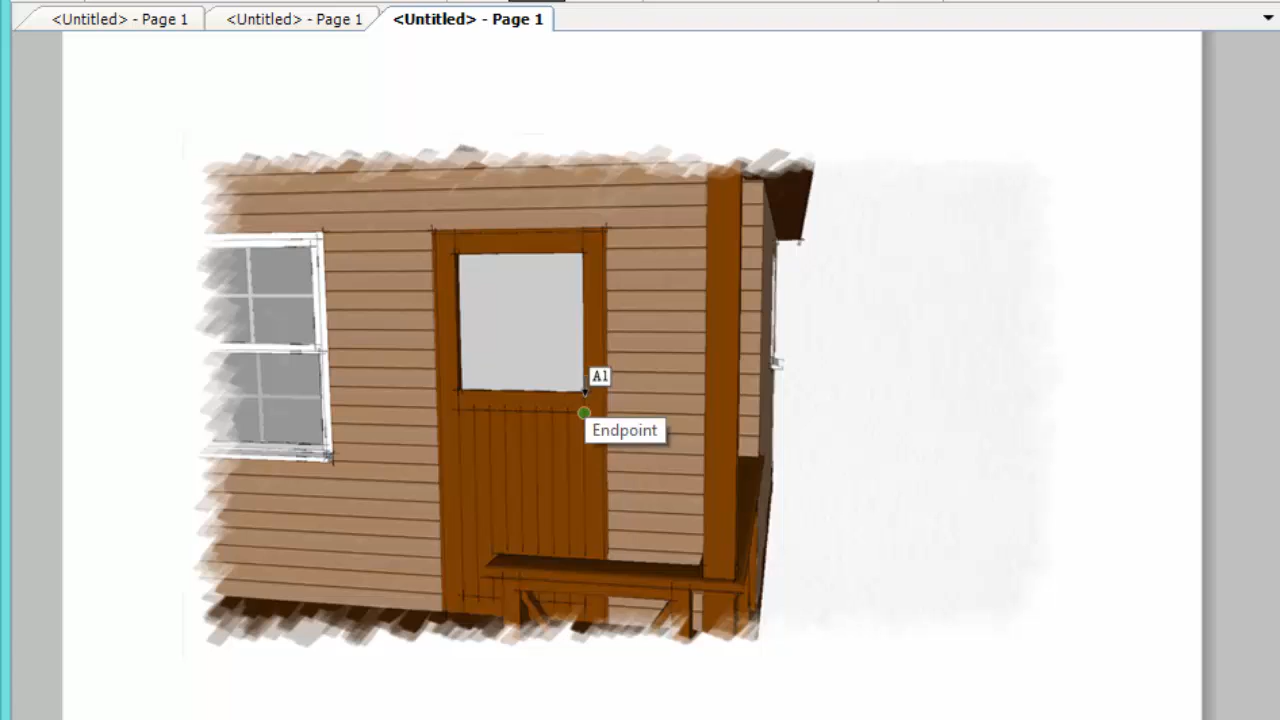 <Untitled> - Page 1
<Untitled> - Page 1
<Untitled> - Page 1
A1
Endpoint